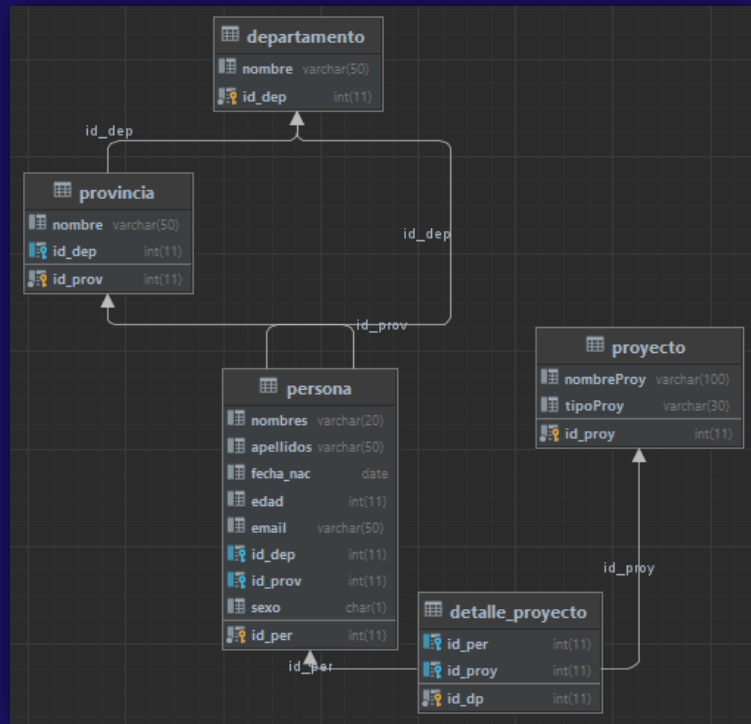 departamento
nombre varchar(50)
id_dep int(11)
id_dep
provincia
nombre varchar(50)
id_dep int(11)
id_prov int(11)
id_dep
id_prov
persona
nombres varchar(20)
apellidos varchar(50)
fecha_nac date
edad int(11)
email varchar(50)
id_dep int(11)
id_prov int(11)
sexo char(1)
id_per int(11)
proyecto
nombreProy varchar(100)
tipoProy varchar(30)
id_proy int(11)
id_proy
detalle_proyecto
id_per int(11)
id_proy int(11)
id_dp int(11)
id_per